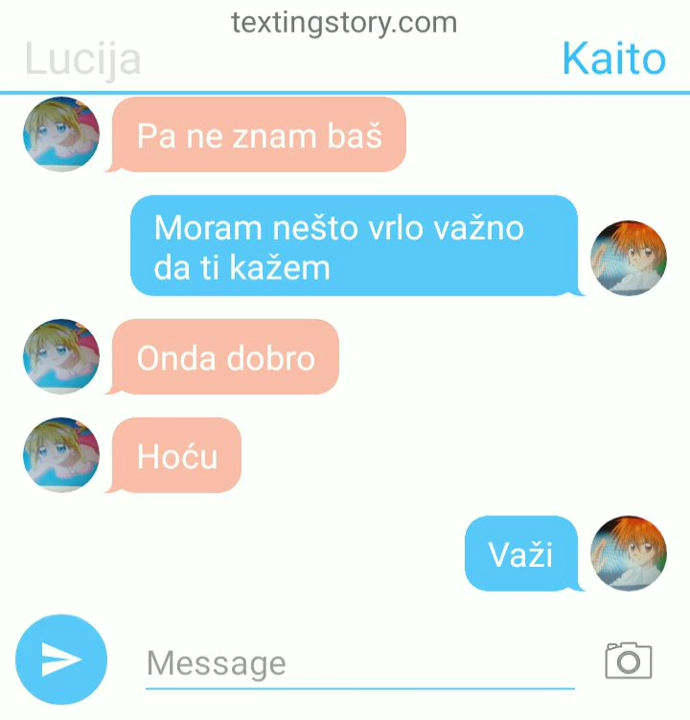 textingstory.com
Lucija
Kaito
Pa ne znam baš
Moram nešto vrlo važno
da ti kažem
Onda dobro
Hoću
Važi
Message